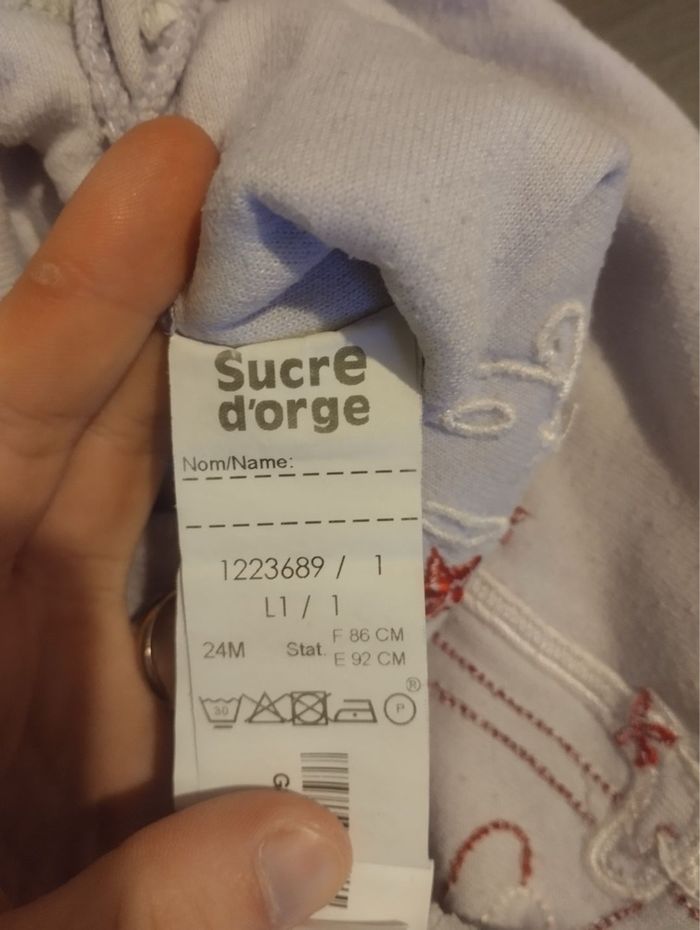 Sucre
d'orge
Nom/Name:
1223689 / 1
L1 / 1
24M Stat. F 86 CM
E 92 CM
30 P ®